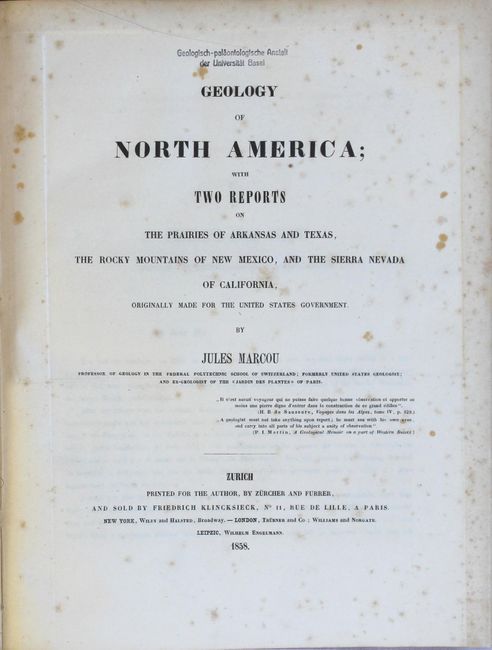 Geologisch-paläontologische Anstalt
der Universität Basel
GEOLOGY
OF
NORTH AMERICA;
WITH
TWO REPORTS
ON
THE PRAIRIES OF ARKANSAS AND TEXAS,
THE ROCKY MOUNTAINS OF NEW MEXICO, AND THE SIERRA NEVADA
OF CALIFORNIA,
ORIGINALLY MADE FOR THE UNITED STATES GOVERNMENT.
BY
JULES MARCOU
PROFESSOR OF GEOLOGY IN THE FEDERAL POLYTECHNIC SCHOOL OF SWITZERLAND; FORMERLY UNITED STATES GEOLOGIST;
AND EX-GEOLOGIST OF THE «JARDIN DES PLANTES» OF PARIS.
„Il n'est voyageur qui ne puisse faire quelque bonne observation et apporter au
moins une pierre digne d'entrer dans la construction de ce grand édifice".
(H. B. de Saussure, Voyages dans les Alpes, tome IV, p.
„A geologist must not take anything upon report; he must see with his own eyes
and carry into all parts of his subject a unity of observation".
(P. I. Martin, A Geological Memoir on a part of Western Sussex)
ZURICH
PRINTED FOR THE AUTHOR, BY ZÜRCHER AND FURRER,
AND SOLD BY FRIEDRICH KLINCKSIECK, No 11, RUE DE LILLE, A PARIS.
NEW YORK, WILEY AND HALSTED, Broadway. — LONDON, TRÜBNER AND Co; WILLIAMS AND NORGATE.
LEIPZIG, WILHELM ENGELMANN.
1858.